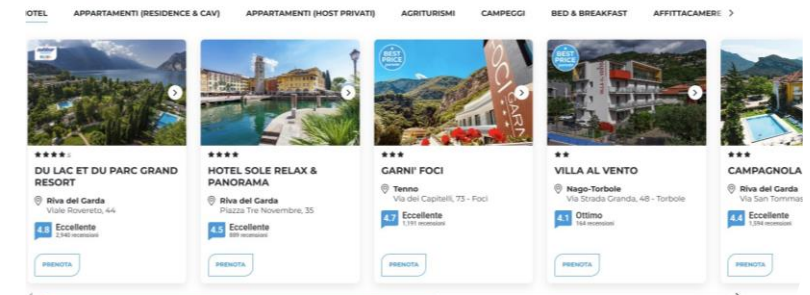 OTEL APPARTAMENTI (RESIDENCE & CAV) APPARTAMENTI (HOST PRIVATI) AGRITURISMI CAMPEGGI BED & BREAKFAST AFFITTACAMERE
★★★★
DU LAC ET DU PARC GRAND
RESORT
Riva del Garda
Viale Rovereto, 44
4.8 Eccellente
2,940 recensioni
PRENOTA
★★★★
HOTEL SOLE RELAX &
PANORAMA
Riva del Garda
Piazza Tre Novembre, 35
4.5 Eccellente
889 recensioni
PRENOTA
BEST
PRICE
FOCI
GARNI
★★★
GARNI' FOCI
Tenno
Via dei Capitelli, 73 - Foci
4.7 Eccellente
1,191 recensioni
PRENOTA
BEST
PRICE
★★
VILLA AL VENTO
Nago-Torbole
Via Strada Granda, 48 - Torbole
4.1 Ottimo
164 recensioni
PRENOTA
★★★
CAMPAGNOLA
Riva del Garda
Via San Tommas
4.4 Eccellente
1,594 recensioni
PRENOTA